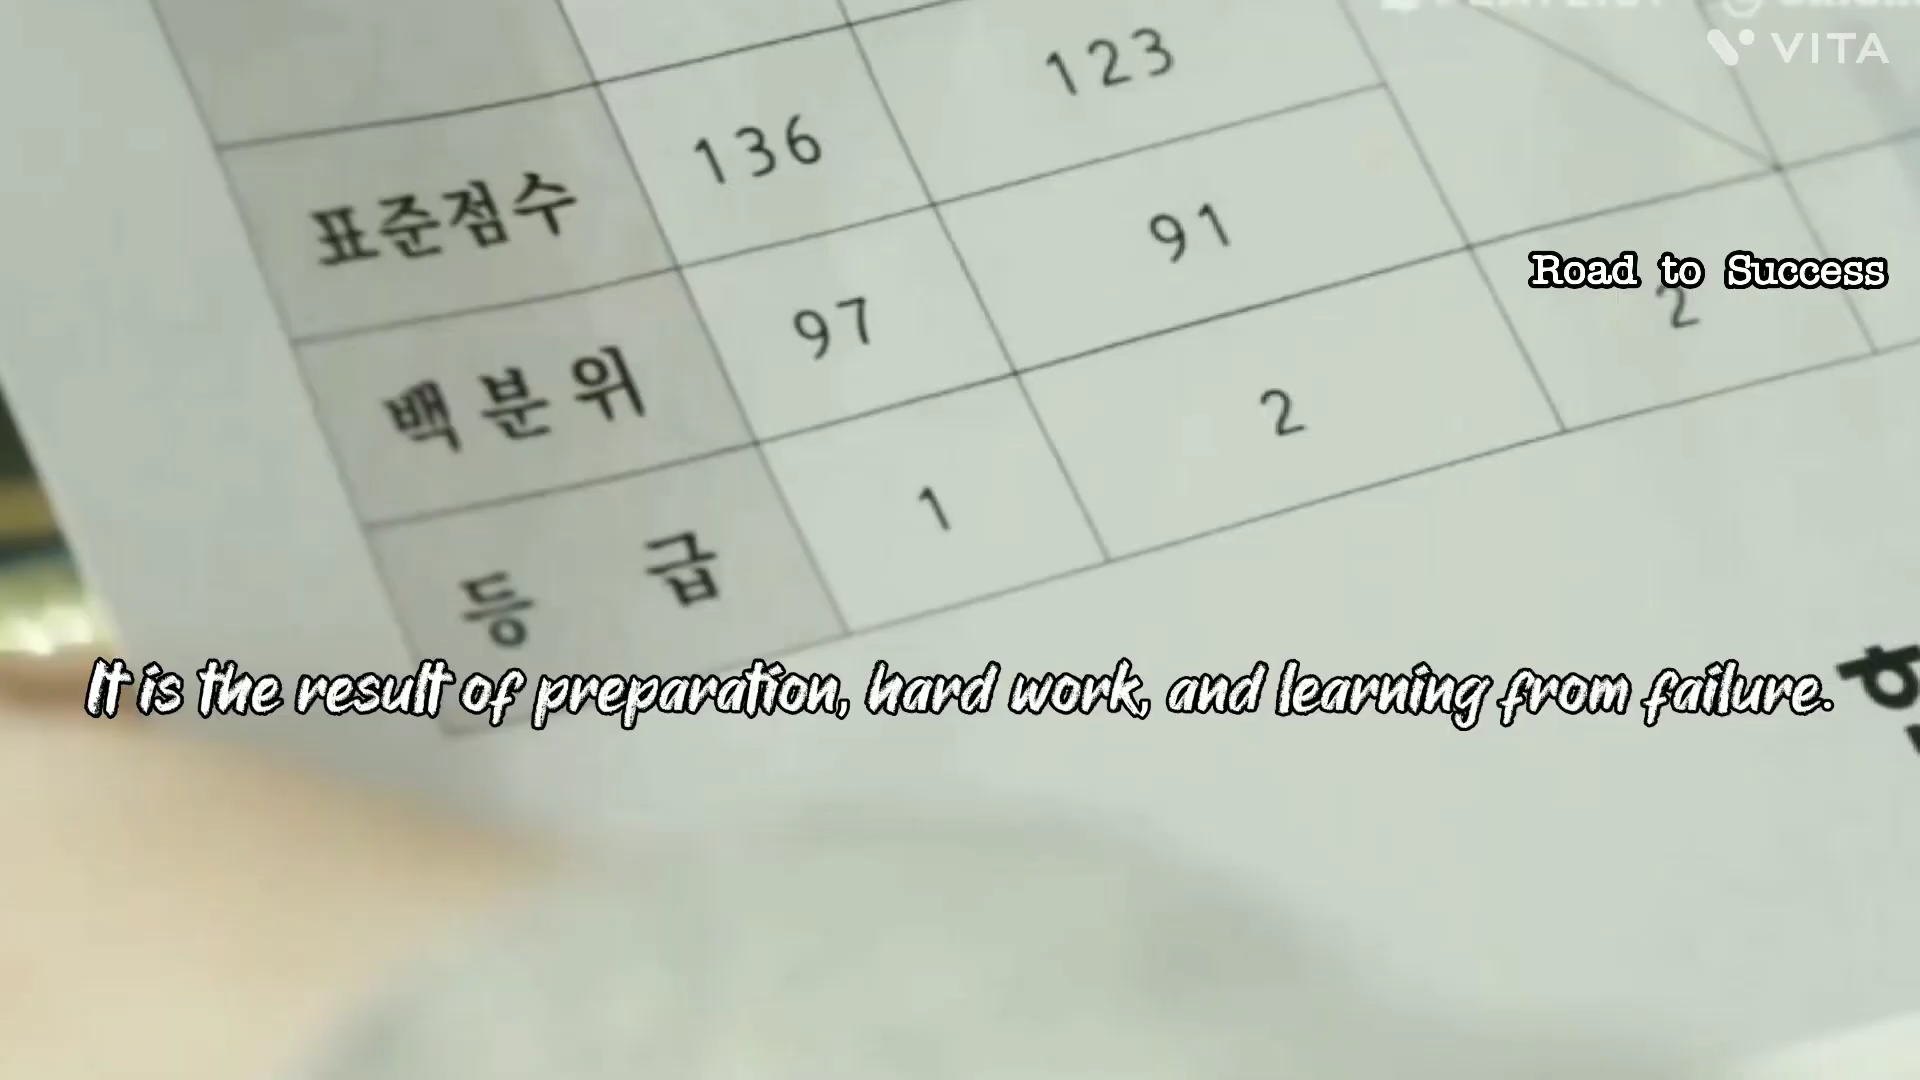 VITA
123
136
표준점수
91
Road to Success
97
2
백분위
2
1
등 급
It is the result of preparation, hard work, and learning from failure.